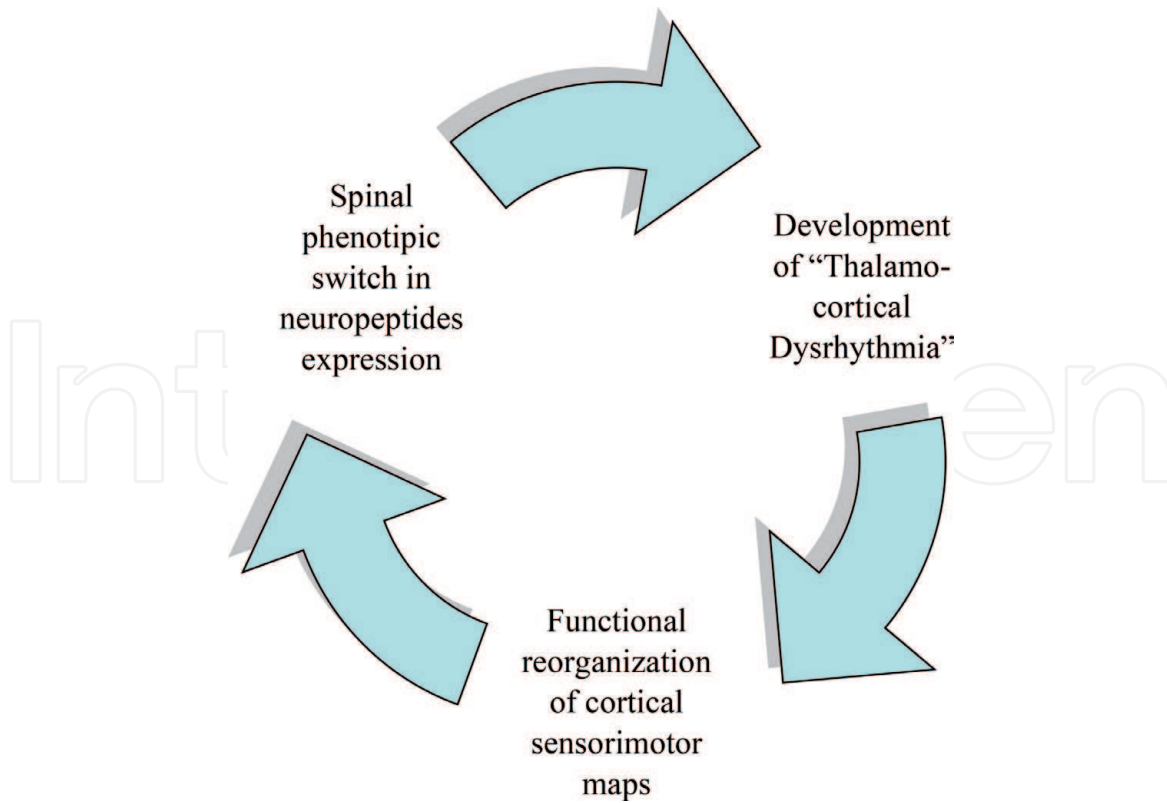 Spinal
phenotipic
switch in
neuropeptides
expression
Development
of “Thalamo-
cortical
Dysrhythmia”
Functional
reorganization
of cortical
sensorimotor
maps